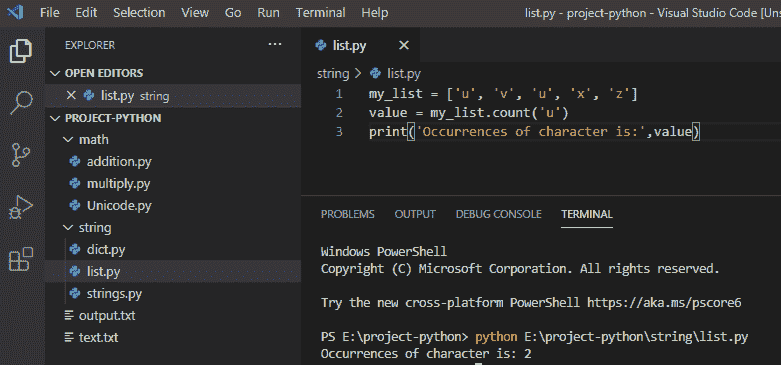 File Edit Selection View Go Run Terminal Help list.py - project-python - Visual Studio Code [Uns
EXPLORER ...
OPEN EDITORS
list.py string
PROJECT-PYTHON
math
addition.py
multiply.py
Unicode.py
string
dict.py
list.py
strings.py
output.txt
text.txt
list.py
string > list.py
1 my_list = ['u', 'v', 'u', 'x', 'z']
2 value = my_list.count('u')
3 print('Occurrences of character is:',value)
PROBLEMS OUTPUT DEBUG CONSOLE TERMINAL
Windows PowerShell
Copyright (C) Microsoft Corporation. All rights reserved.
Try the new cross-platform PowerShell https://aka.ms/pscore6
PS E:\project-python> python E:\project-python\string\list.py
Occurrences of character is: 2